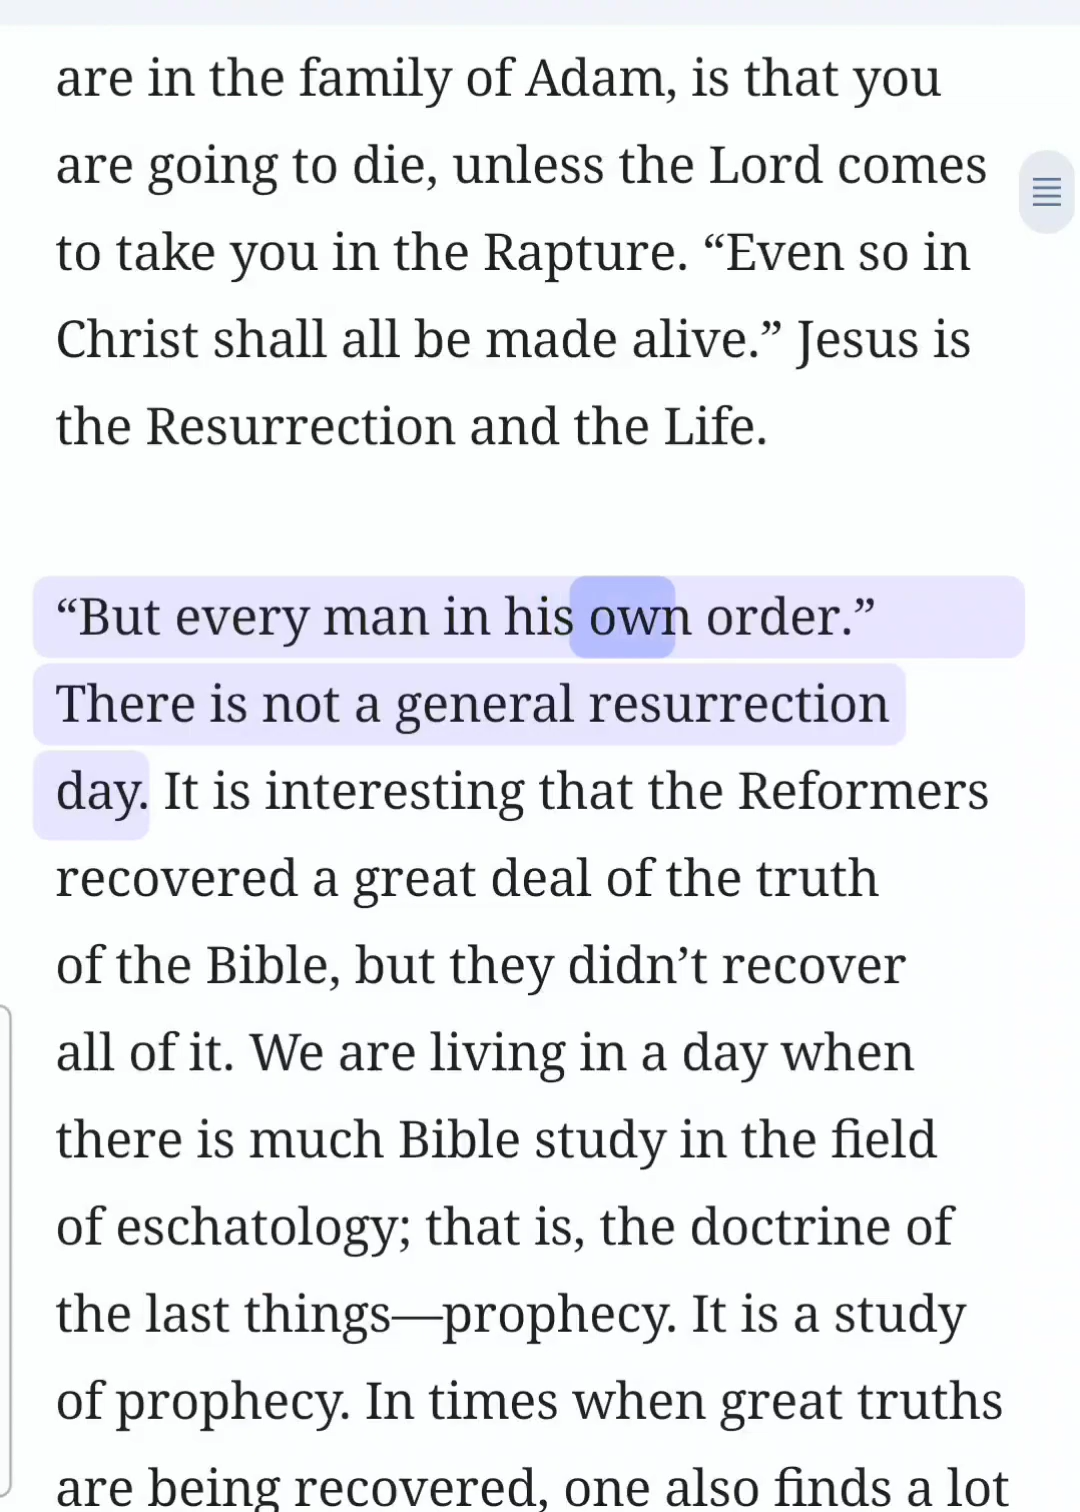 are in the family of Adam, is that you
are going to die, unless the Lord comes
to take you in the Rapture. “Even so in
Christ shall all be made alive.” Jesus is
the Resurrection and the Life.
“But every man in his own order.”
There is not a general resurrection
day. It is interesting that the Reformers
recovered a great deal of the truth
of the Bible, but they didn’t recover
all of it. We are living in a day when
there is much Bible study in the field
of eschatology; that is, the doctrine of
the last things—prophecy. It is a study
of prophecy. In times when great truths
are being recovered, one also finds a lot